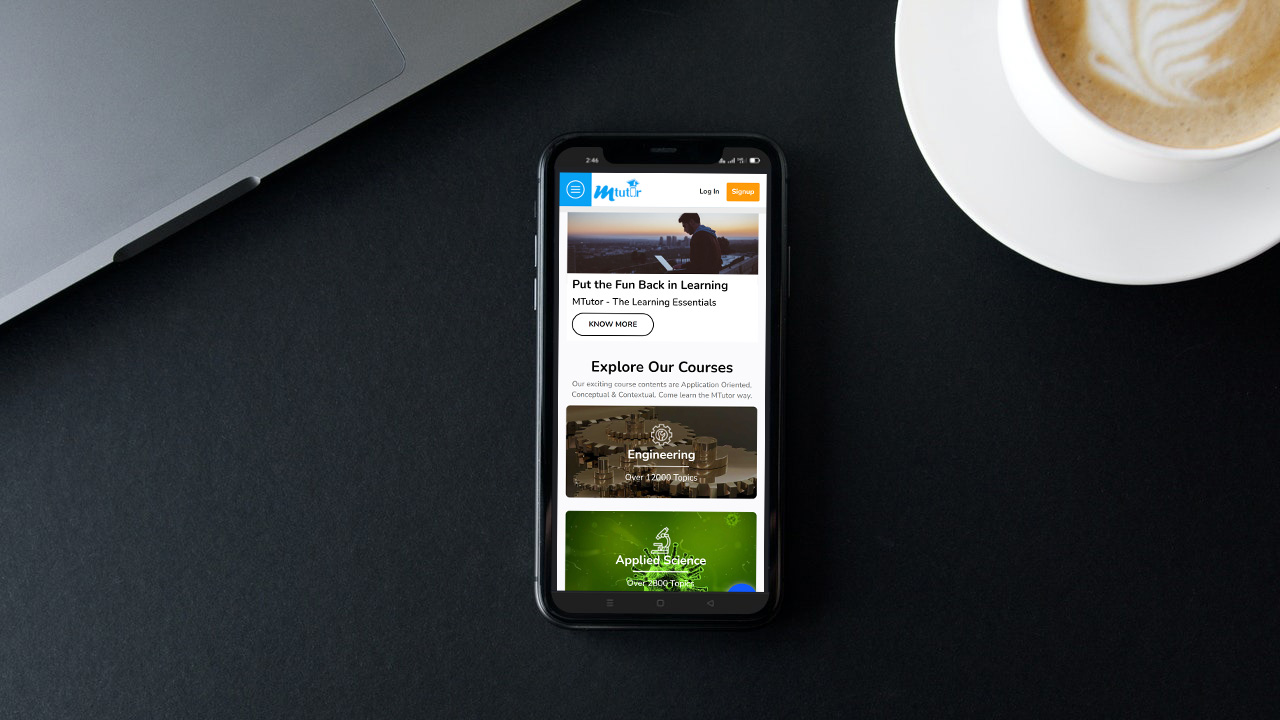 2:46
Mtutor
Log In
Signup
Put the Fun Back in Learning
MTutor - The Learning Essentials
KNOW MORE
Explore Our Courses
Our exciting course contents are Application Oriented,
Conceptual & Contextual. Come learn the MTutor way.
Engineering
Over 12000 Topics
Applied Science
Over 2800 Topics